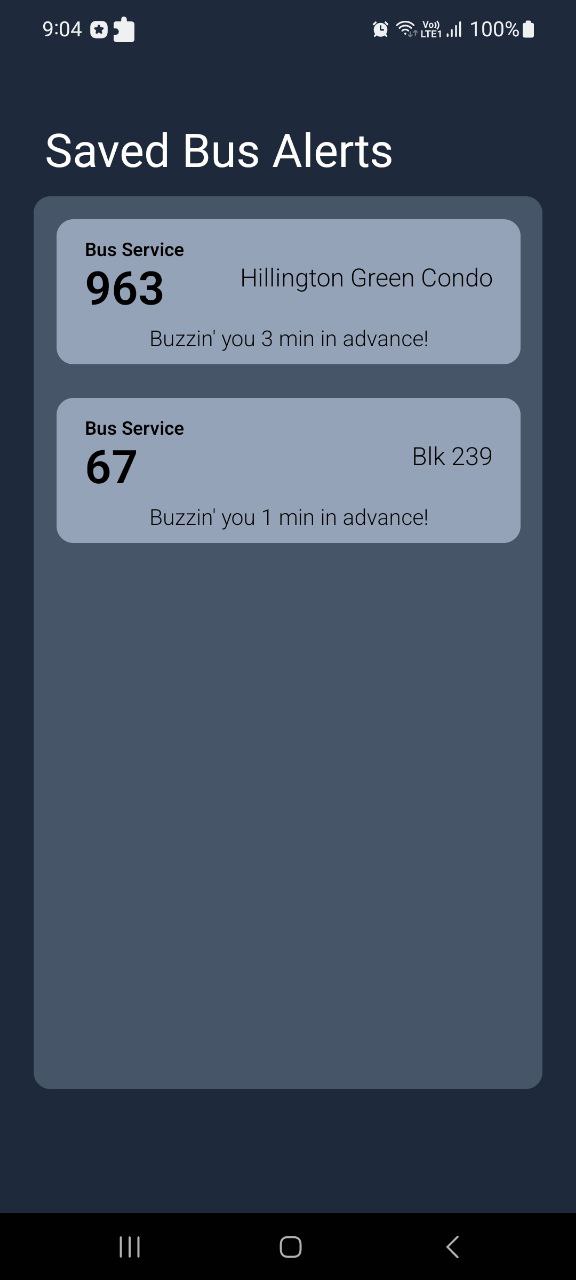 9:04
Vo)) LTE1 100%
Saved Bus Alerts
Bus Service
963
Hillington Green Condo
Buzzin' you 3 min in advance!
Bus Service
67
Blk 239
Buzzin' you 1 min in advance!